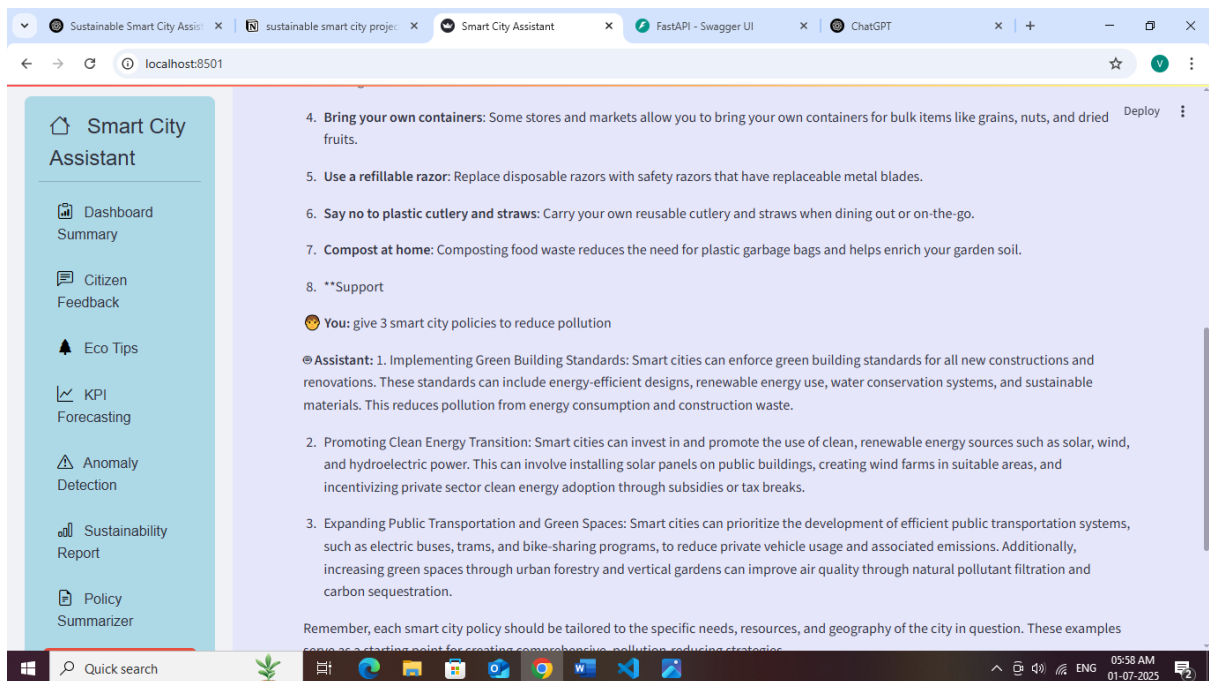 Sustainable Smart City Assist
sustainable smart city projec
Smart City Assistant
FastAPI - Swagger UI
ChatGPT
localhost:8501
V
Deploy
Smart City
Assistant
Dashboard
Summary
Citizen
Feedback
Eco Tips
KPI
Forecasting
Anomaly
Detection
Sustainability
Report
Policy
Summarizer
4. Bring your own containers: Some stores and markets allow you to bring your own containers for bulk items like grains, nuts, and dried
fruits.
5. Use a refillable razor: Replace disposable razors with safety razors that have replaceable metal blades.
6. Say no to plastic cutlery and straws: Carry your own reusable cutlery and straws when dining out or on-the-go.
7. Compost at home: Composting food waste reduces the need for plastic garbage bags and helps enrich your garden soil.
8. **Support
You: give 3 smart city policies to reduce pollution
Assistant: 1. Implementing Green Building Standards: Smart cities can enforce green building standards for all new constructions and
renovations. These standards can include energy-efficient designs, renewable energy use, water conservation systems, and sustainable
materials. This reduces pollution from energy consumption and construction waste.
2. Promoting Clean Energy Transition: Smart cities can invest in and promote the use of clean, renewable energy sources such as solar, wind,
and hydroelectric power. This can involve installing solar panels on public buildings, creating wind farms in suitable areas, and
incentivizing private sector clean energy adoption through subsidies or tax breaks.
3. Expanding Public Transportation and Green Spaces: Smart cities can prioritize the development of efficient public transportation systems,
such as electric buses, trams, and bike-sharing programs, to reduce private vehicle usage and associated emissions. Additionally,
increasing green spaces through urban forestry and vertical gardens can improve air quality through natural pollutant filtration and
carbon sequestration.
Remember, each smart city policy should be tailored to the specific needs, resources, and geography of the city in question. These examples
serve as a starting point for creating comprehensive, pollution-reducing strategies.
Quick search
ENG
05:58 AM
01-07-2025
2